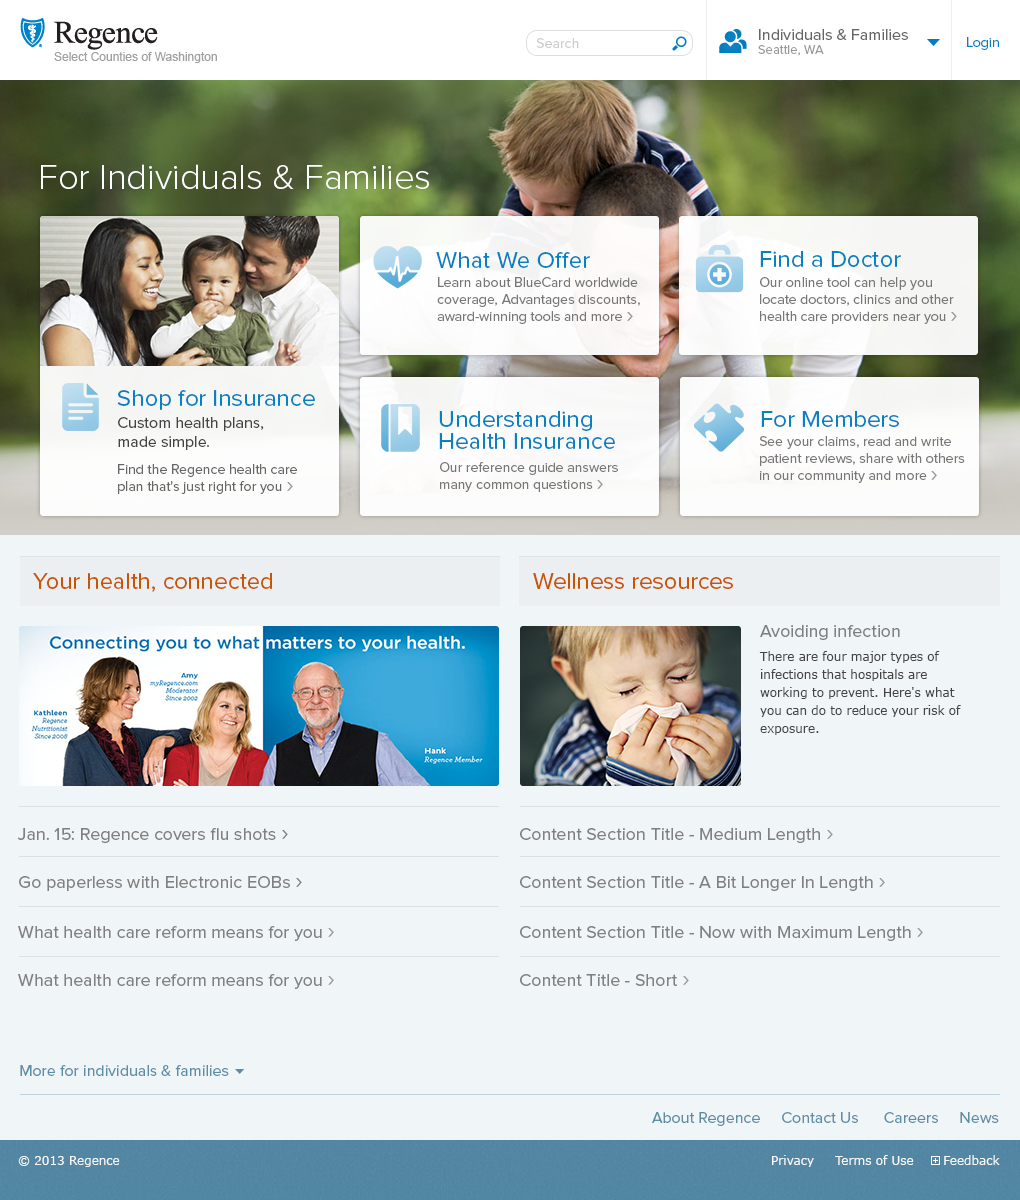 Regence
Select Counties of Washington
Search
Individuals & Families
Seattle, WA
Login
For Individuals & Families
Shop for Insurance
Custom health plans,
made simple.
Find the Regence health care
plan that's just right for you >
What We Offer
Learn about BlueCard worldwide
coverage, Advantages discounts,
award-winning tools and more >
Find a Doctor
Our online tool can help you
locate doctors, clinics and other
health care providers near you >
Understanding
Health Insurance
Our reference guide answers
many common questions >
For Members
See your claims, read and write
patient reviews, share with others
in our community and more >
Your health, connected
Connecting you to what matters to your health.
Amy
myRegence.com
Moderator
Since 2002
Kathleen
Regence
Nutritionist
Since 2008
Hank
Regence Member
Jan. 15: Regence covers flu shots >
Go paperless with Electronic EOBs >
What health care reform means for you >
What health care reform means for you >
Wellness resources
Avoiding infection
There are four major types of
infections that hospitals are
working to prevent. Here's what
you can do to reduce your risk of
exposure.
Content Section Title - Medium Length >
Content Section Title - A Bit Longer In Length >
Content Section Title - Now with Maximum Length >
Content Title - Short >
More for individuals & families
About Regence Contact Us Careers News
© 2013 Regence
Privacy Terms of Use Feedback